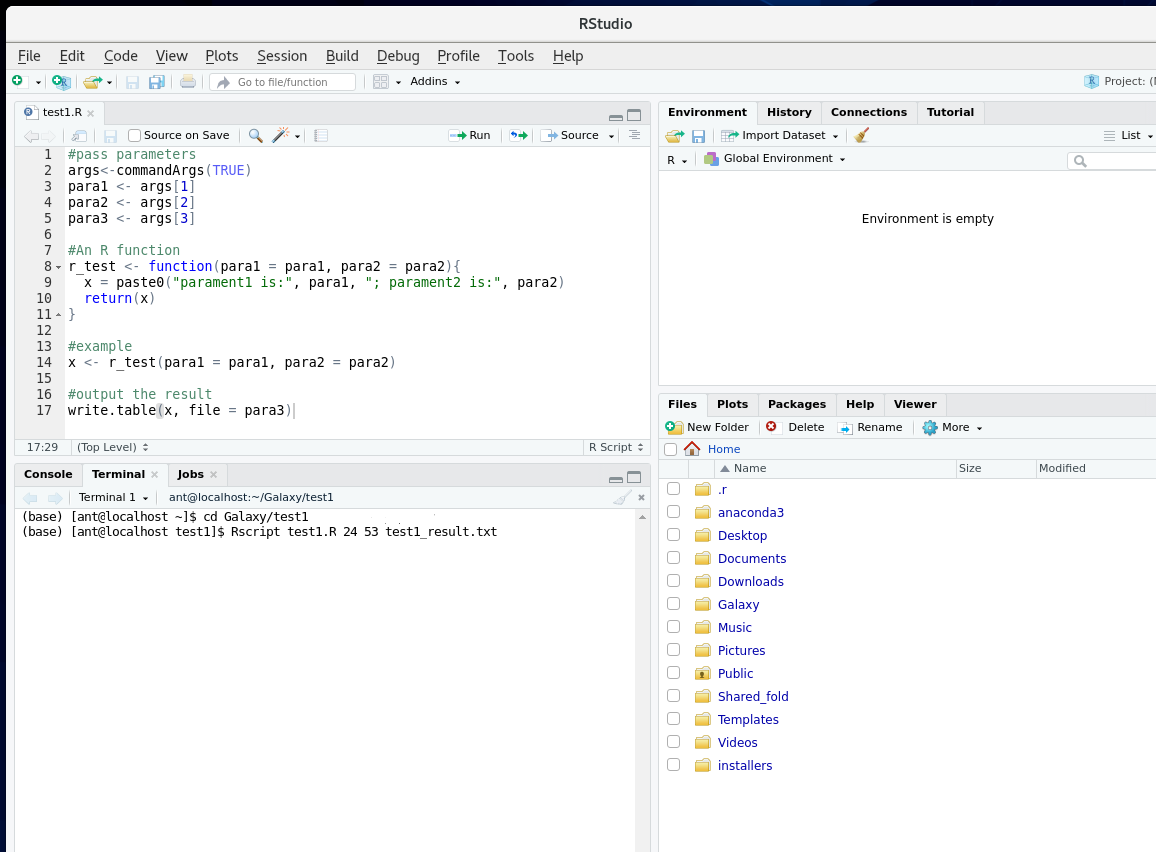 RStudio
File Edit Code View Plots Session Build Debug Profile Tools Help
Go to file/function Addins Project: (
test1.R
Source on Save Run Source
1 #pass parameters
2 args<-commandArgs(TRUE)
3 para1 <- args[1]
4 para2 <- args[2]
5 para3 <- args[3]
6
7 #An R function
8 r_test <- function(para1 = para1, para2 = para2){
9 x = paste0("parament1 is:", para1, "; parament2 is:", para2)
10 return(x)
11 }
12
13 #example
14 x <- r_test(para1 = para1, para2 = para2)
15
16 #output the result
17 write.table(x, file = para3)
17:29 (Top Level) R Script
Console Terminal Jobs
Terminal 1 ant@localhost:~/Galaxy/test1
(base) [ant@localhost ~]$ cd Galaxy/test1
(base) [ant@localhost test1]$ Rscript test1.R 24 53 test1_result.txt
Environment History Connections Tutorial
Import Dataset List
R Global Environment
Environment is empty
Files Plots Packages Help Viewer
New Folder Delete Rename More
Home
Name Size Modified
.r
anaconda3
Desktop
Documents
Downloads
Galaxy
Music
Pictures
Public
Shared_fold
Templates
Videos
installers